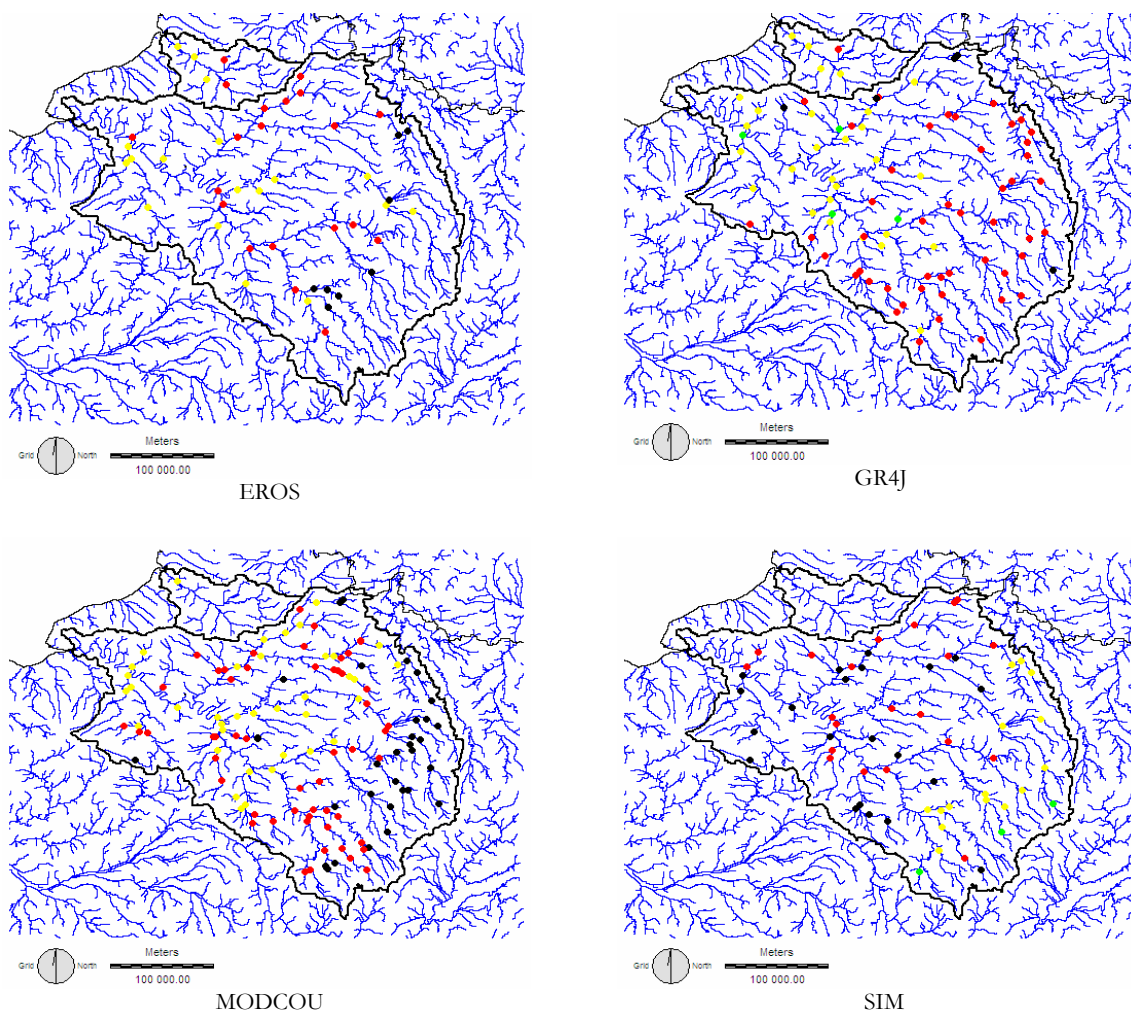 Meters
Grid North
100 000.00
EROS
Meters
Grid North
100 000.00
GR4J
Meters
Grid North
100 000.00
MODCOU
Meters
Grid North
100 000.00
SIM